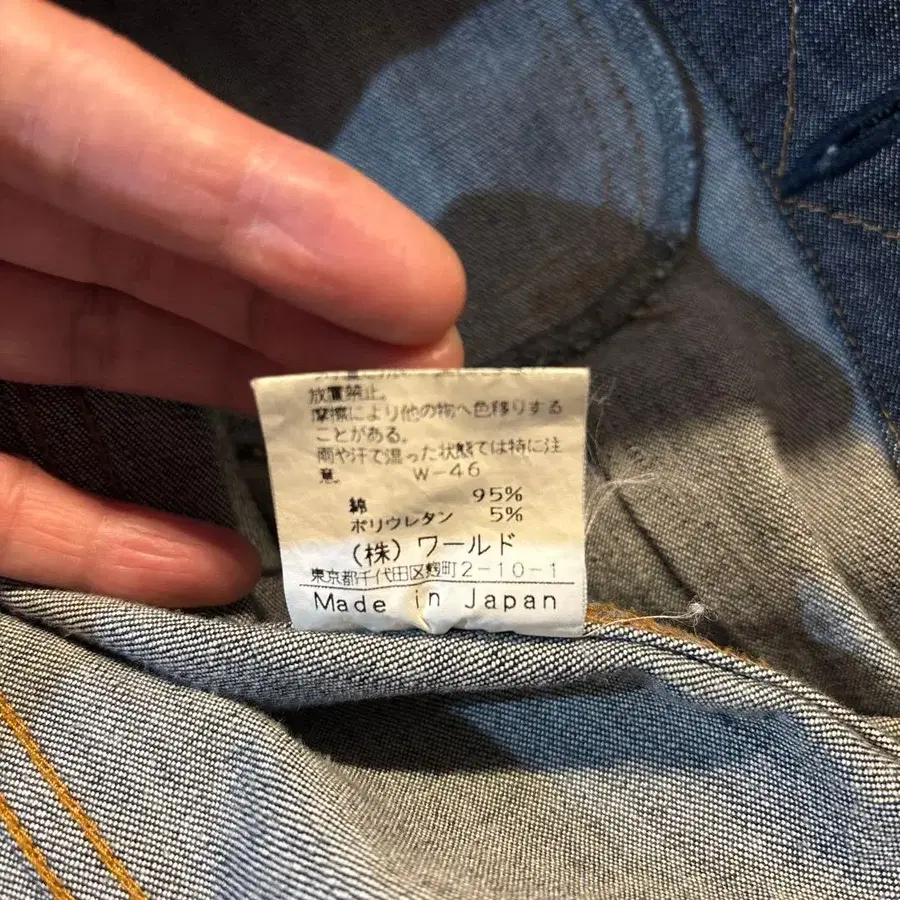 放置禁止。
摩擦により他の物へ色移りする
ことがある。
雨や汗で湿った状態では特に注
意 W-46
綿 95%
ポリウレタン 5%
(株)ワールド
東京都千代田区麹町2-10-1
Made in Japan